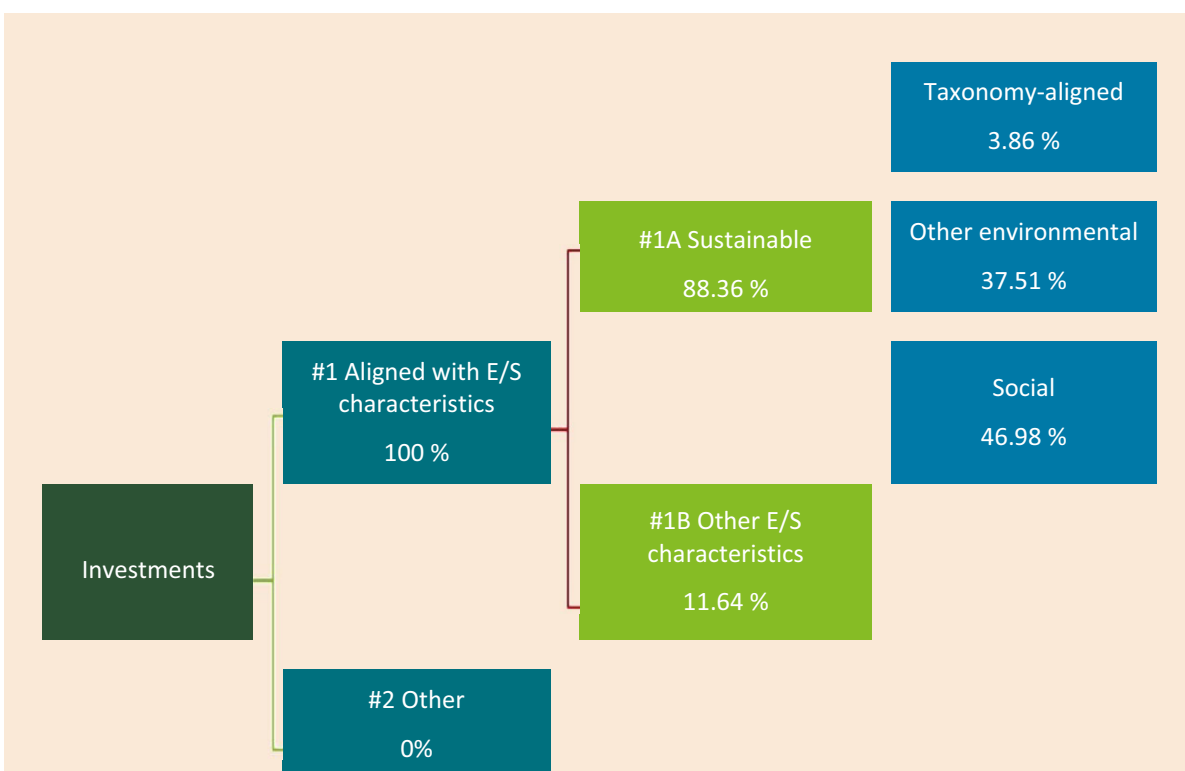 Taxonomy-aligned
3.86 %
#1A Sustainable
88.36 %
Other environmental
37.51 %
#1 Aligned with E/S
characteristics
100 %
Social
46.98 %
Investments
#1B Other E/S
characteristics
11.64 %
#2 Other
0%